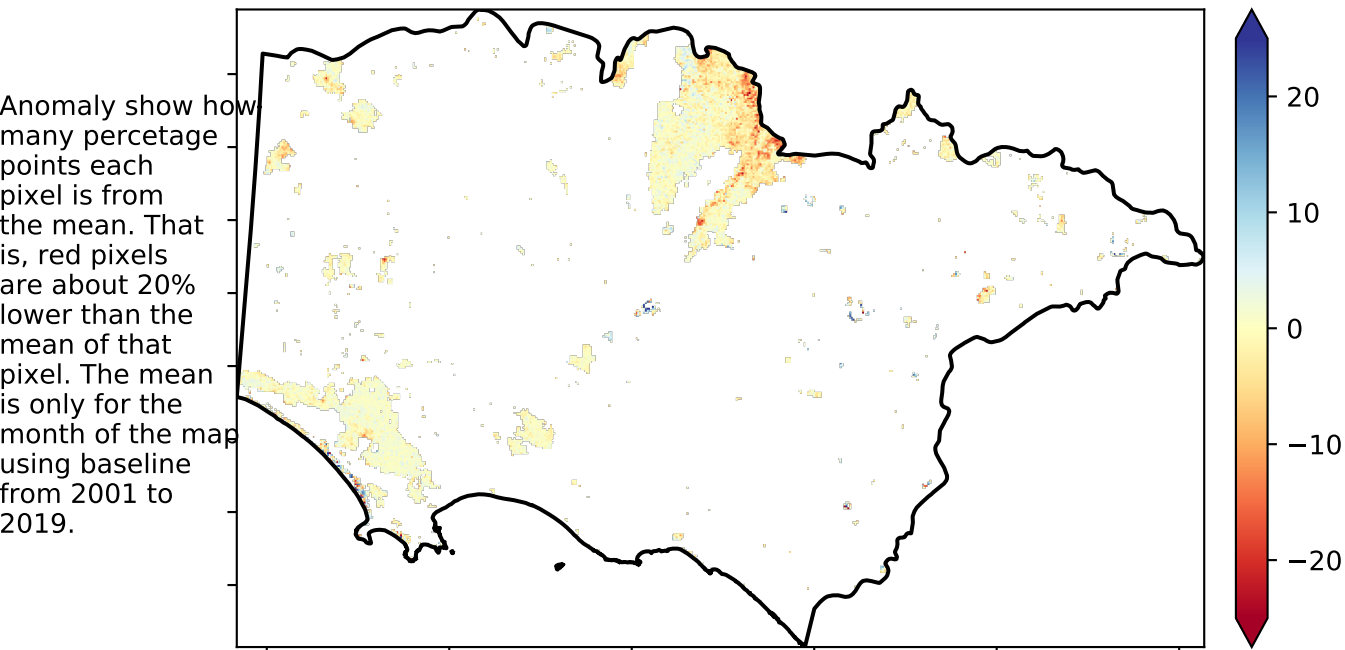 Anomaly show how
many percetage
points each
pixel is from
the mean. That
is, red pixels
are about 20%
lower than the
mean of that
pixel. The mean
is only for the
month of the map
using baseline
from 2001 to
2019.
20
10
0
−10
−20